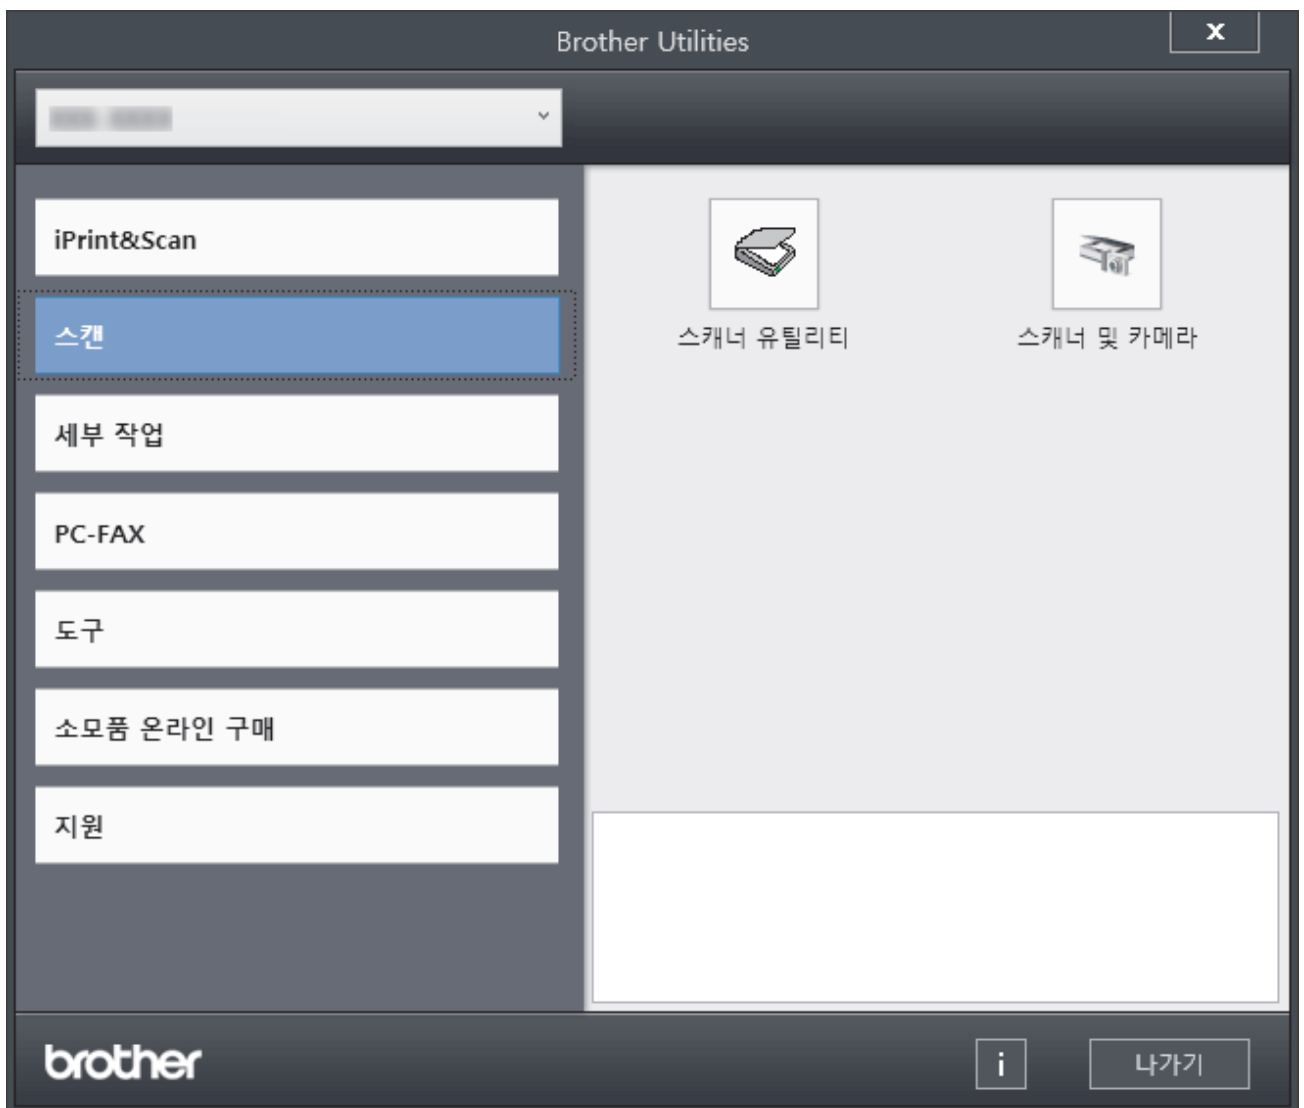 Brother Utilities
x
iPrint&Scan
스캔
세부 작업
PC-FAX
도구
소모품 온라인 구매
지원
스캐너 유틸리티
스캐너 및 카메라
brother
i
나가기